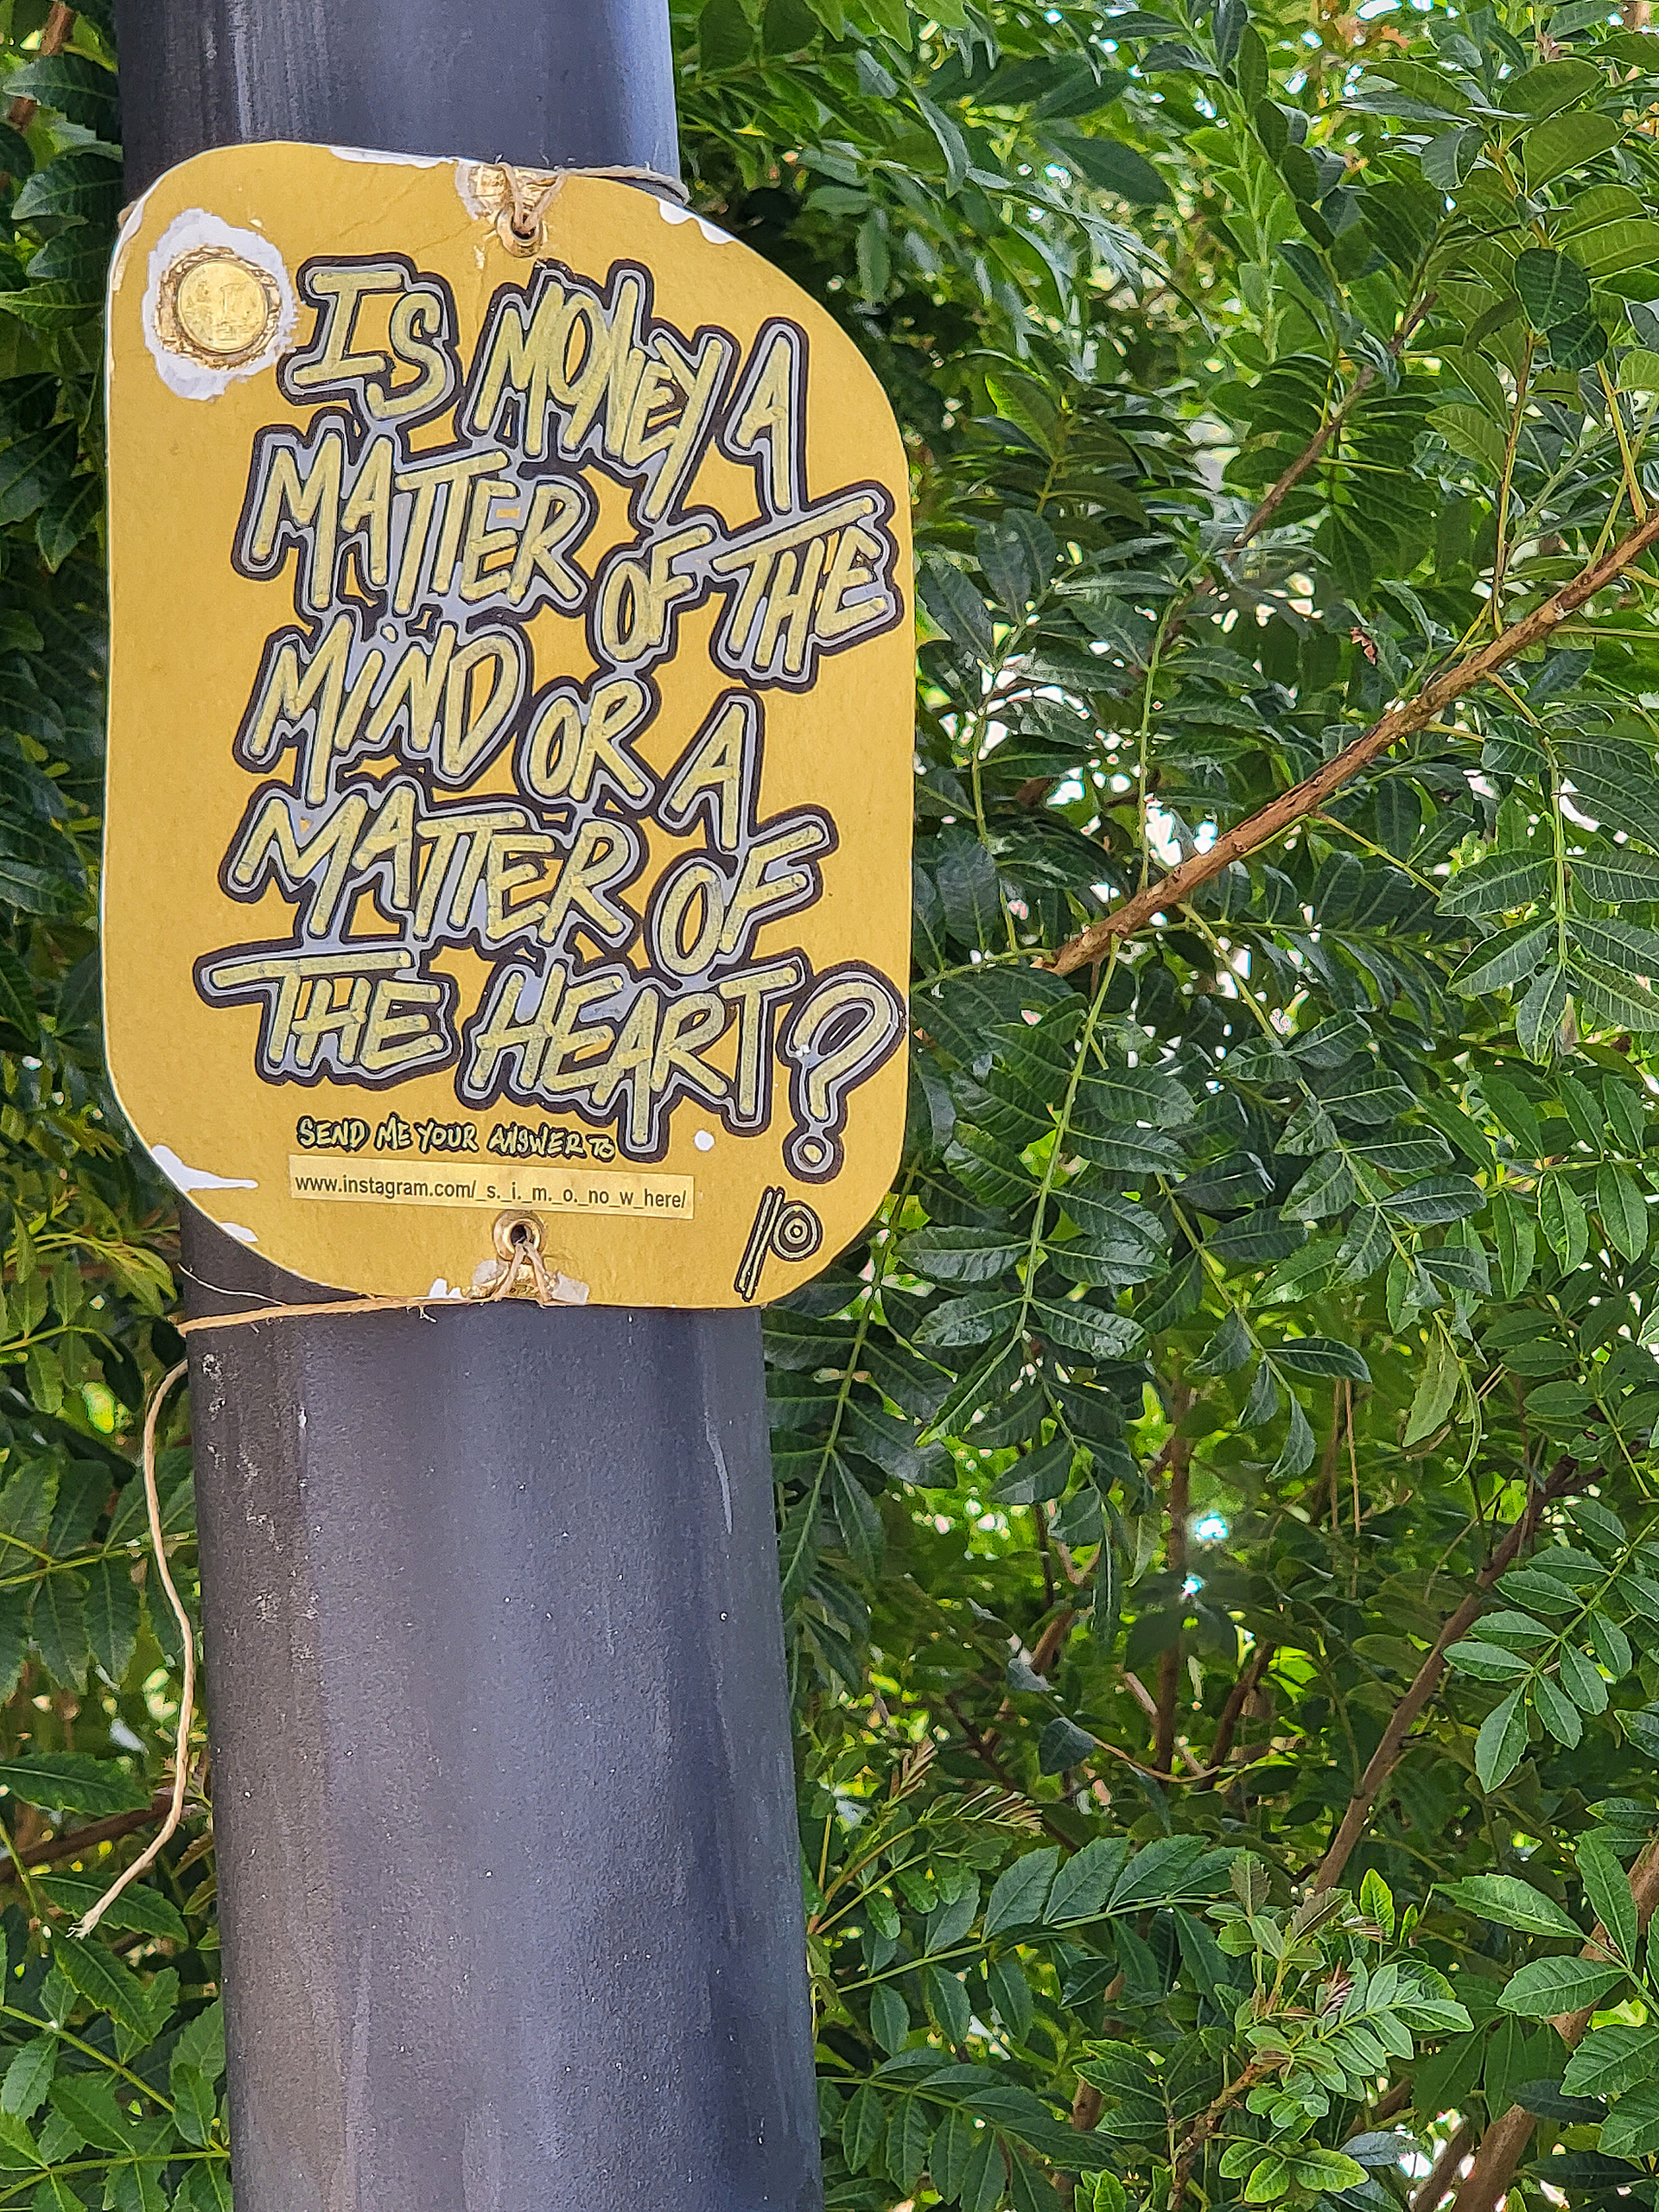 IS MONEY A
MATTER OF THE
MIND OR A
MATTER OF
THE HEART?
SEND ME YOUR ANSWER TO
www.instagram.com/_s._i._m._o._no_w_here/